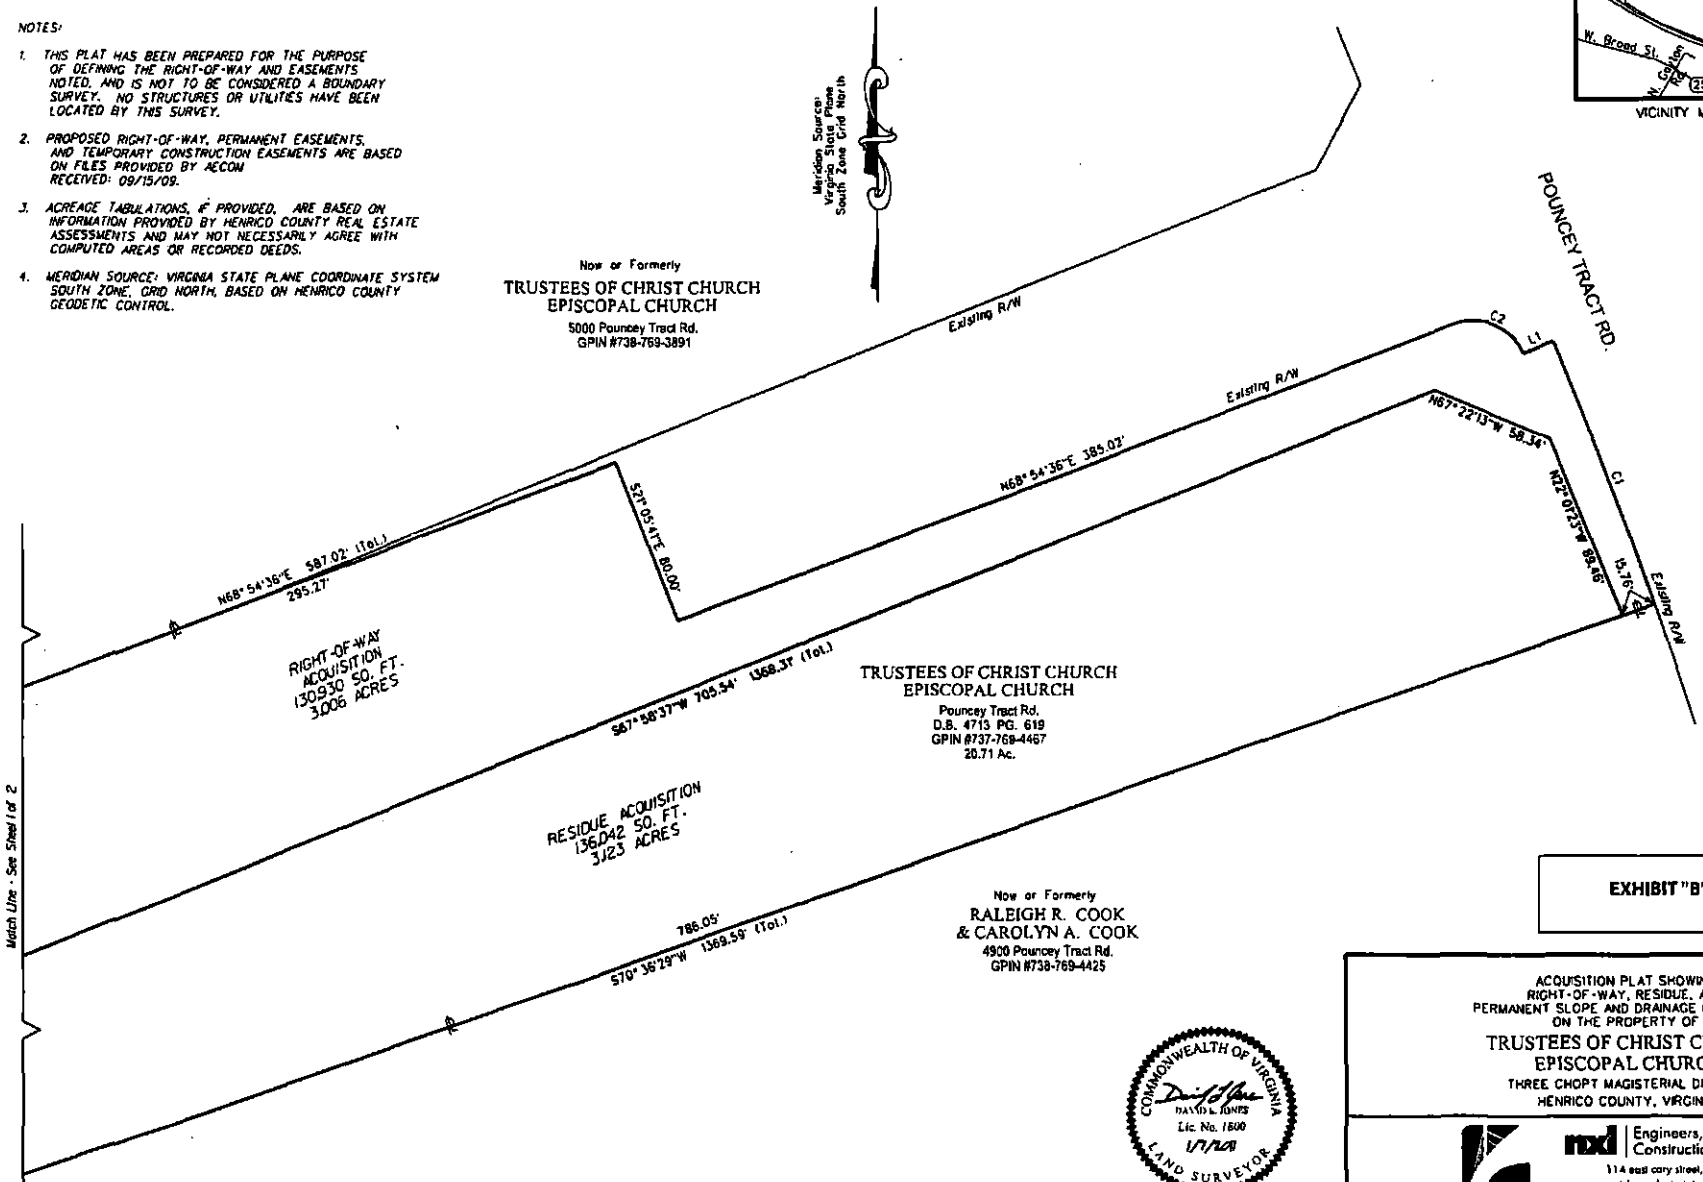 NOTES:
1. THIS PLAT HAS BEEN PREPARED FOR THE PURPOSE
OF DEFINING THE RIGHT-OF-WAY AND EASEMENTS
NOTED, AND IS NOT TO BE CONSIDERED A BOUNDARY
SURVEY. NO STRUCTURES OR UTILITIES HAVE BEEN
LOCATED BY THIS SURVEY.
2. PROPOSED RIGHT-OF-WAY, PERMANENT EASEMENTS,
AND TEMPORARY CONSTRUCTION EASEMENTS ARE BASED
ON FILES PROVIDED BY AECOM
RECEIVED: 09/15/09.
3. ACREAGE TABULATIONS, IF PROVIDED, ARE BASED ON
INFORMATION PROVIDED BY HENRICO COUNTY REAL ESTATE
ASSESSMENTS AND MAY NOT NECESSARILY AGREE WITH
COMPUTED AREAS OR RECORDED DEEDS.
4. MERIDIAN SOURCE: VIRGINIA STATE PLANE COORDINATE SYSTEM
SOUTH ZONE, GRID NORTH, BASED ON HENRICO COUNTY
GEODETIC CONTROL.
Meridian Source:
Virginia State Plane
South Zone Grid North
W. Broad St.
N. Gayton
Rd
VICINITY
POUNCEY TRACT RD.
Now or Formerly
TRUSTEES OF CHRIST CHURCH
EPISCOPAL CHURCH
5000 Pouncey Tract Rd.
GPIN #738-769-3891
Existing R/W
Existing R/W
C2
L1
N67°22'13"W 58.34'
C1
N22°01'23"W 89.46'
15.76'
Existing R/W
N68°54'36"E 385.02'
S21°05'41"E 80.00'
N68°54'36"E 587.02' (Tot.)
295.27'
RIGHT-OF-WAY
ACQUISITION
130,930 SQ. FT.
3.006 ACRES
S67°58'37"W 705.54' 1368.37' (Tot.)
TRUSTEES OF CHRIST CHURCH
EPISCOPAL CHURCH
Pouncey Tract Rd.
D.B. 4713 PG. 619
GPIN #737-769-4467
20.71 Ac.
RESIDUE ACQUISITION
136,042 SQ. FT.
3.123 ACRES
Match Line - See Sheet 1 of 2
786.05'
S70°36'29"W 1369.59' (Tot.)
Now or Formerly
RALEIGH R. COOK
& CAROLYN A. COOK
4900 Pouncey Tract Rd.
GPIN #738-769-4425
EXHIBIT "B"
COMMONWEALTH OF VIRGINIA
DAVID L. JONES
Lic. No. 1600
LAND SURVEYOR
ACQUISITION PLAT SHOWI
RIGHT-OF-WAY, RESIDUE, A
PERMANENT SLOPE AND DRAINAGE
ON THE PROPERTY OF
TRUSTEES OF CHRIST C
EPISCOPAL CHURC
THREE CHOPT MAGISTERIAL DI
HENRICO COUNTY, VIRGIN
nxl Engineers,
Constructio
114 east cary street,